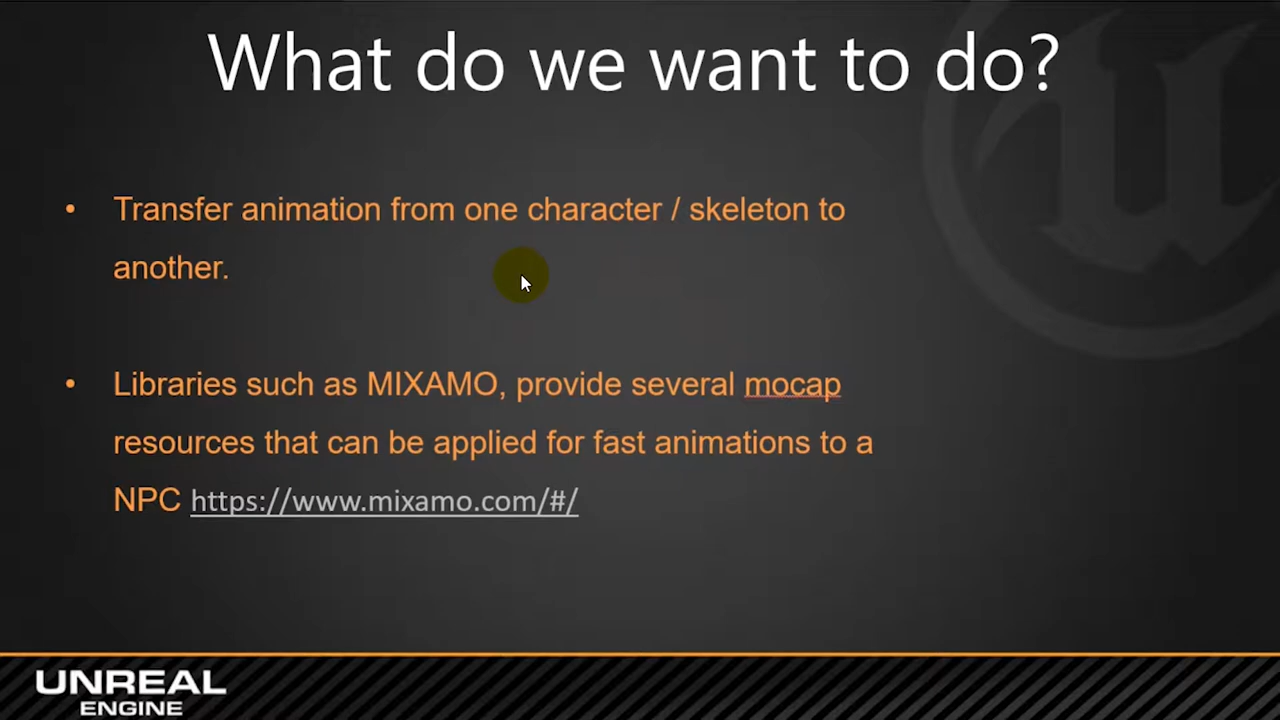 What do we want to do?
• Transfer animation from one character / skeleton to
another.
• Libraries such as MIXAMO, provide several mocap
resources that can be applied for fast animations to a
NPC https://www.mixamo.com/#/
UNREAL
ENGINE